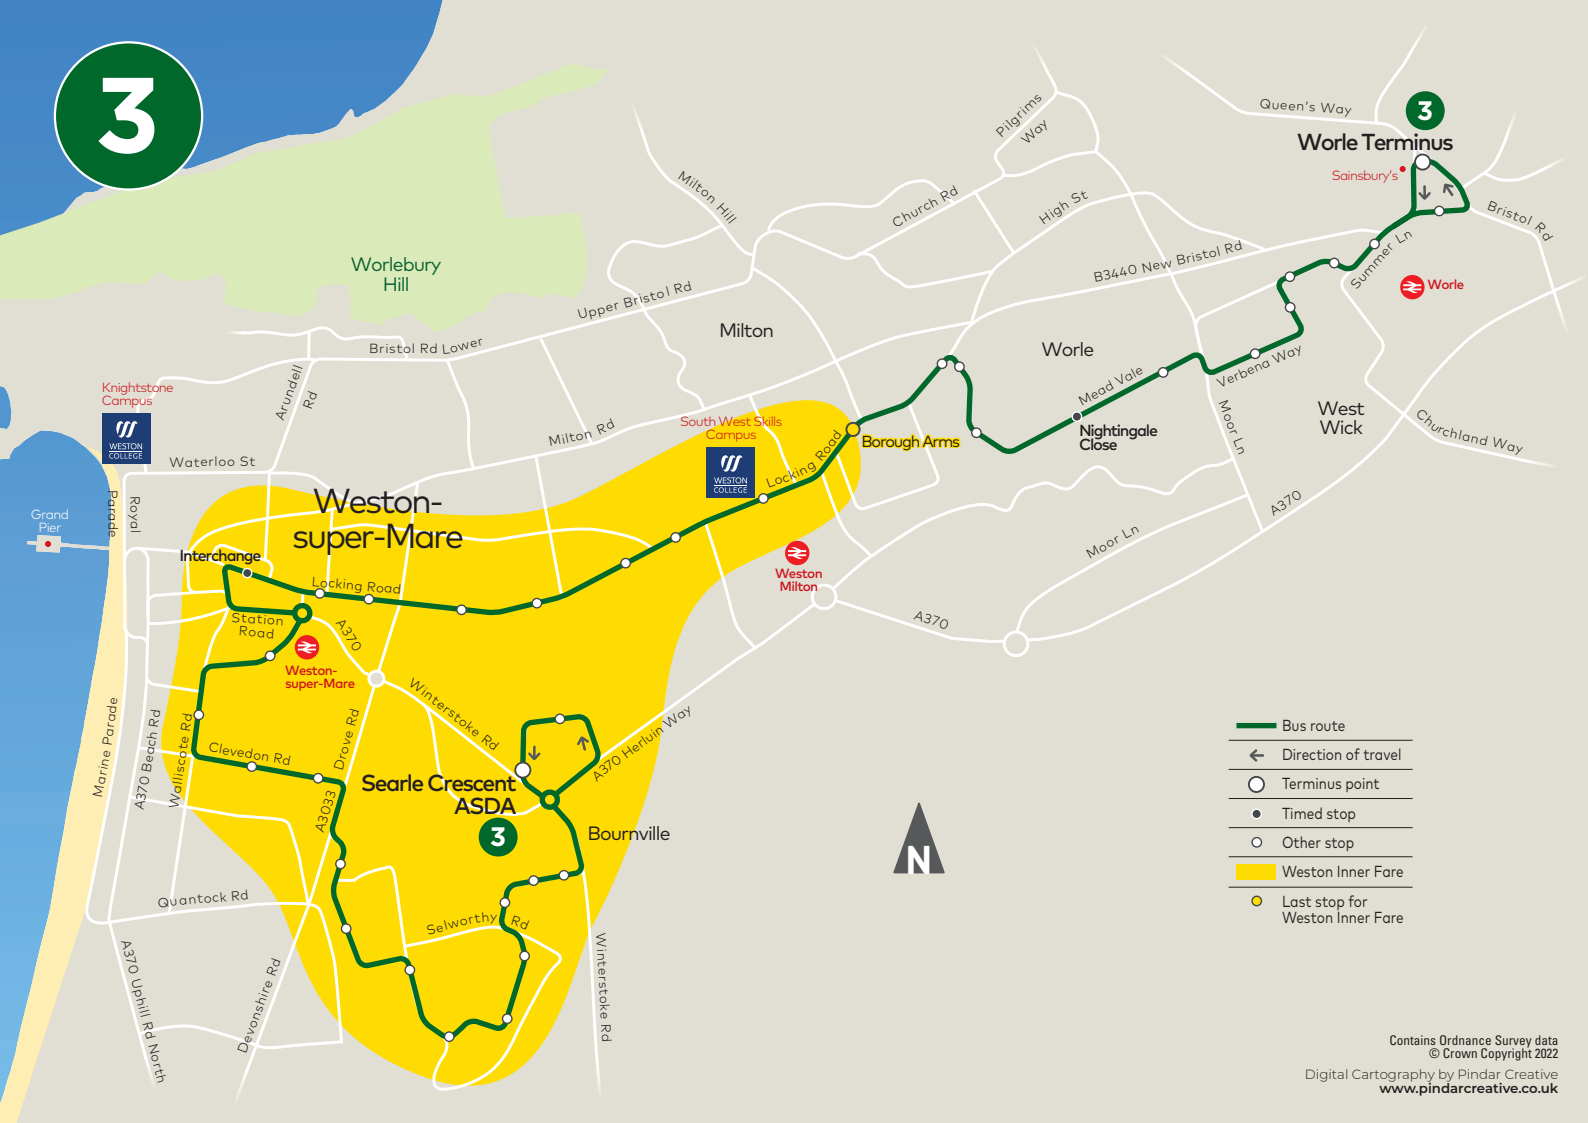 3
Queen's Way
3
Worle Terminus
Sainsbury's
Pilgrims
Way
Milton Hill
Church Rd
High St
Bristol Rd
B3440 New Bristol Rd
Summer Ln
Worle
Worlebury
Hill
Upper Bristol Rd
Milton
Bristol Rd Lower
Worle
Arundell
Rd
Mead Vale
Verbena Way
Knightstone
Campus
WESTON
COLLEGE
Milton Rd
South West Skills
Campus
WESTON
COLLEGE
Borough Arms
Nightingale
Close
West
Wick
Moor Ln
Churchland Way
Waterloo St
Locking Road
Royal
Parade
Grand
Pier
Weston-
super-Mare
A370
Moor Ln
Interchange
Locking Road
Weston
Milton
Station
Road
A370
A370
Weston-
super-Mare
Winterstoke Rd
A370 Herluin Way
Marine Parade
A370 Beach Rd
Walliscote Rd
Clevedon Rd
Drove Rd
A3033
Searle Crescent
ASDA
3
Bournville
Quantock Rd
Selworthy
Rd
A370 Uphill Rd North
Devonshire Rd
Winterstoke Rd
N
Bus route
Direction of travel
Terminus point
Timed stop
Other stop
Weston Inner Fare
Last stop for
Weston Inner Fare
Contains Ordnance Survey data
© Crown Copyright 2022
Digital Cartography by Pindar Creative
www.pindarcreative.co.uk